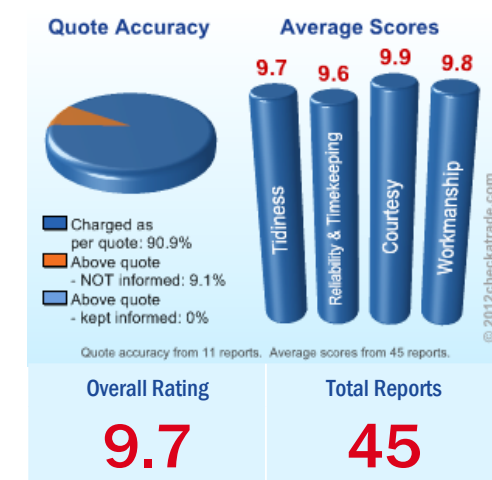 Quote Accuracy
Average Scores
9.7
9.6
9.9
9.8
Tidiness
Reliability & Timekeeping
Courtesy
Workmanship
Charged as
per quote: 90.9%
Above quote
- NOT informed: 9.1%
Above quote
- kept informed: 0%
© 2012checkatrade.com
Quote accuracy from 11 reports. Average scores from 45 reports.
Overall Rating
Total Reports
9.7
45